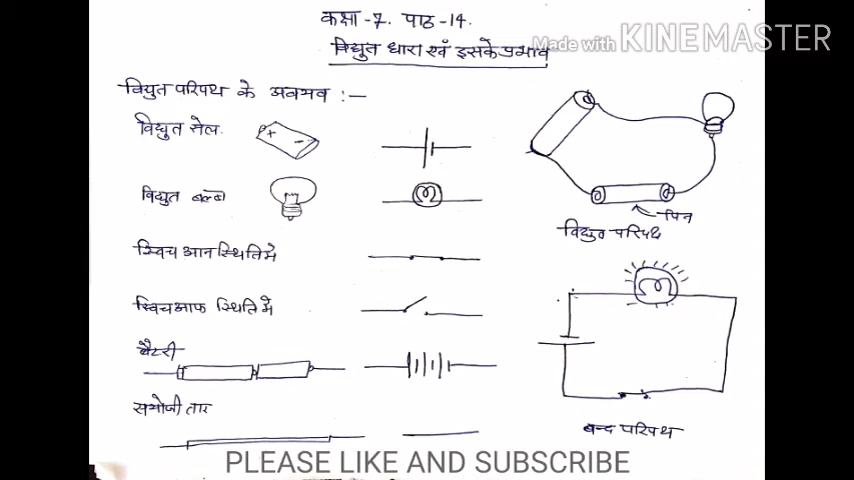 कक्षा - 7. पाठ - 14.
विद्युत धारा एवं इसके प्रभाव
Made with KINEMASTER
विद्युत परिपथ के अवयव :-
विद्युत सेल
+ -
विद्युत बल्ब
स्विच आन स्थिति मे
स्विच आफ स्थिति में
बैटरी
संयोजी तार
पिन
विद्युत परिपथ
बन्द परिपथ
PLEASE LIKE AND SUBSCRIBE